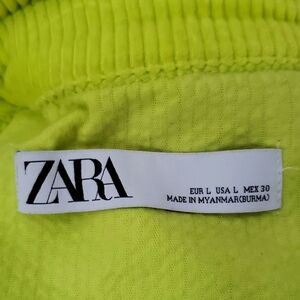 ZARA
EUR L USA L MEX 30
MADE IN MYANMAR(BURMA)